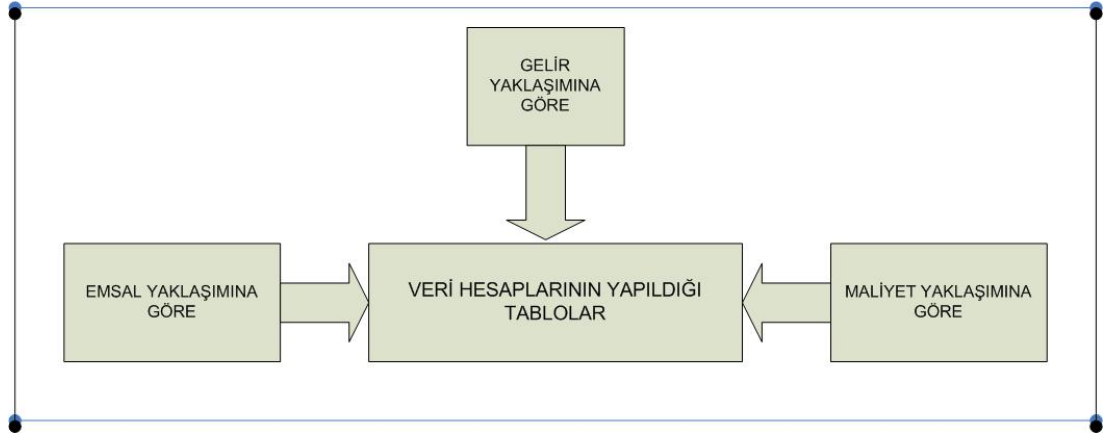 GELİR
YAKLAŞIMINA
GÖRE
EMSAL YAKLAŞIMINA
GÖRE
VERİ HESAPLARININ YAPILDIĞI
TABLOLAR
MALİYET YAKLAŞIMINA
GÖRE